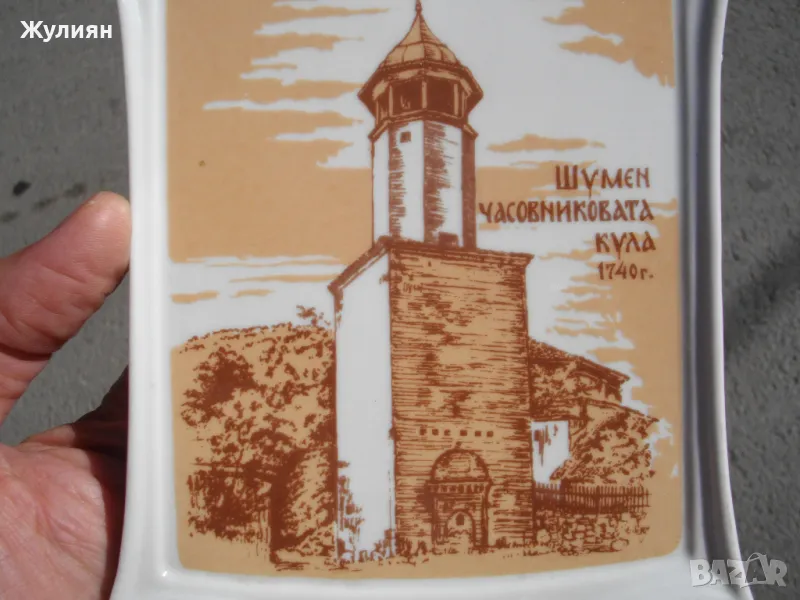 Жулиян
ШУМЕН
ЧАСОВНИКОВАТА
КУЛА
1740г.
BAZAR